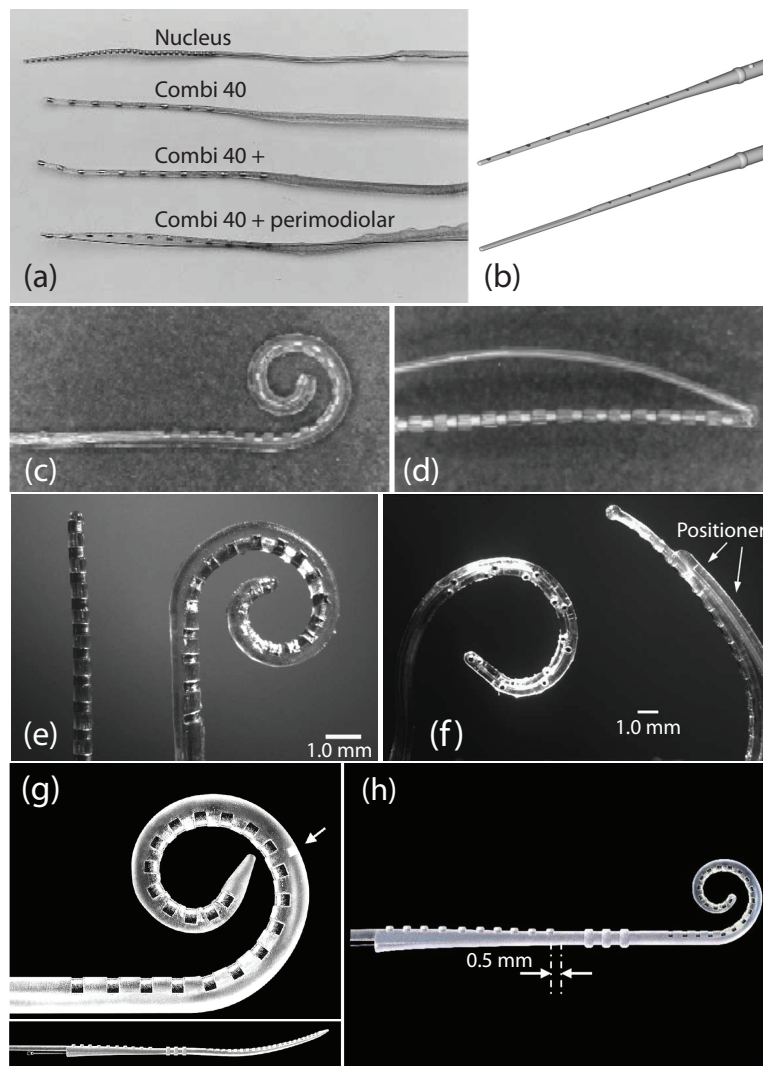 Nucleus
Combi 40
Combi 40 +
Combi 40 + perimodiolar
(a)
(b)
(c)
(d)
Positioner
(e)
1.0 mm
(f)
1.0 mm
(g)
(h)
0.5 mm